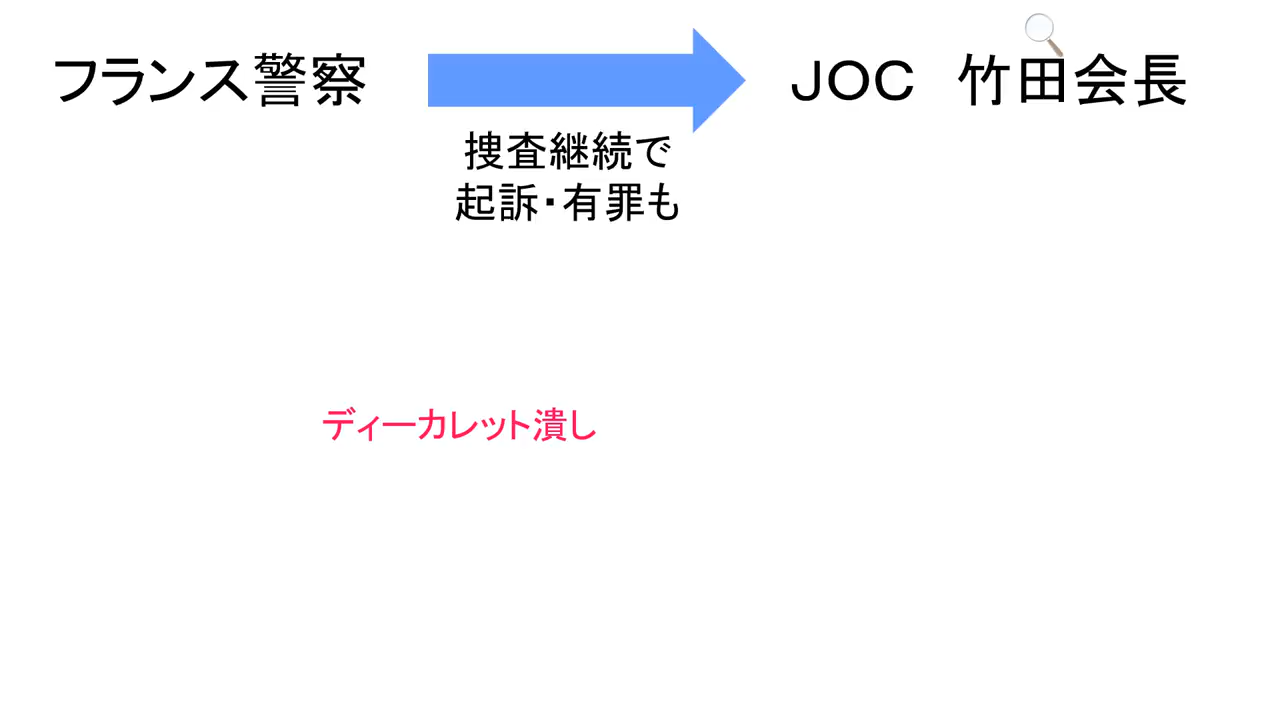 フランス警察
JOC　竹田会長
捜査継続で
起訴・有罪も
ディーカレット潰し